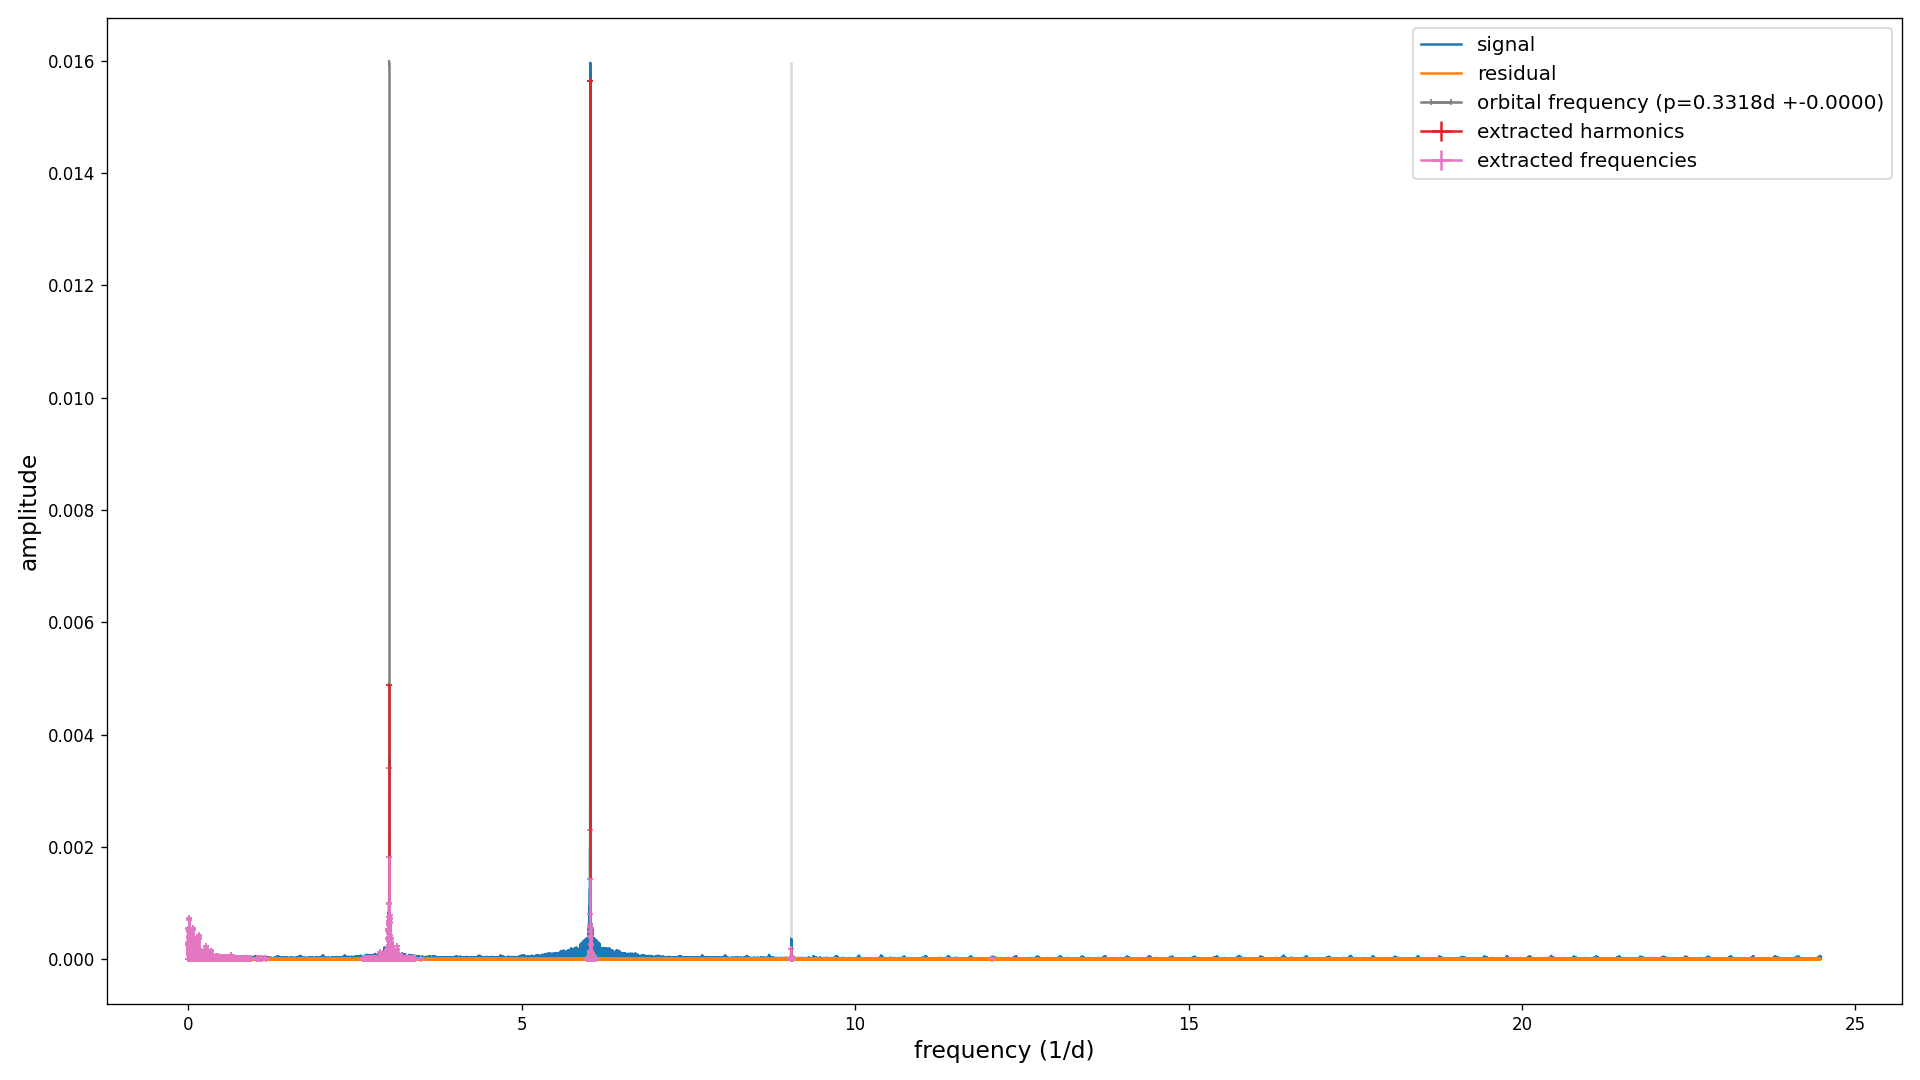 0.016
0.014
0.012
0.010
0.008
0.006
0.004
0.002
0.000
amplitude
0 5 10 15 20 25
frequency (1/d)
signal
residual
orbital frequency (p=0.3318d +-0.0000)
extracted harmonics
extracted frequencies